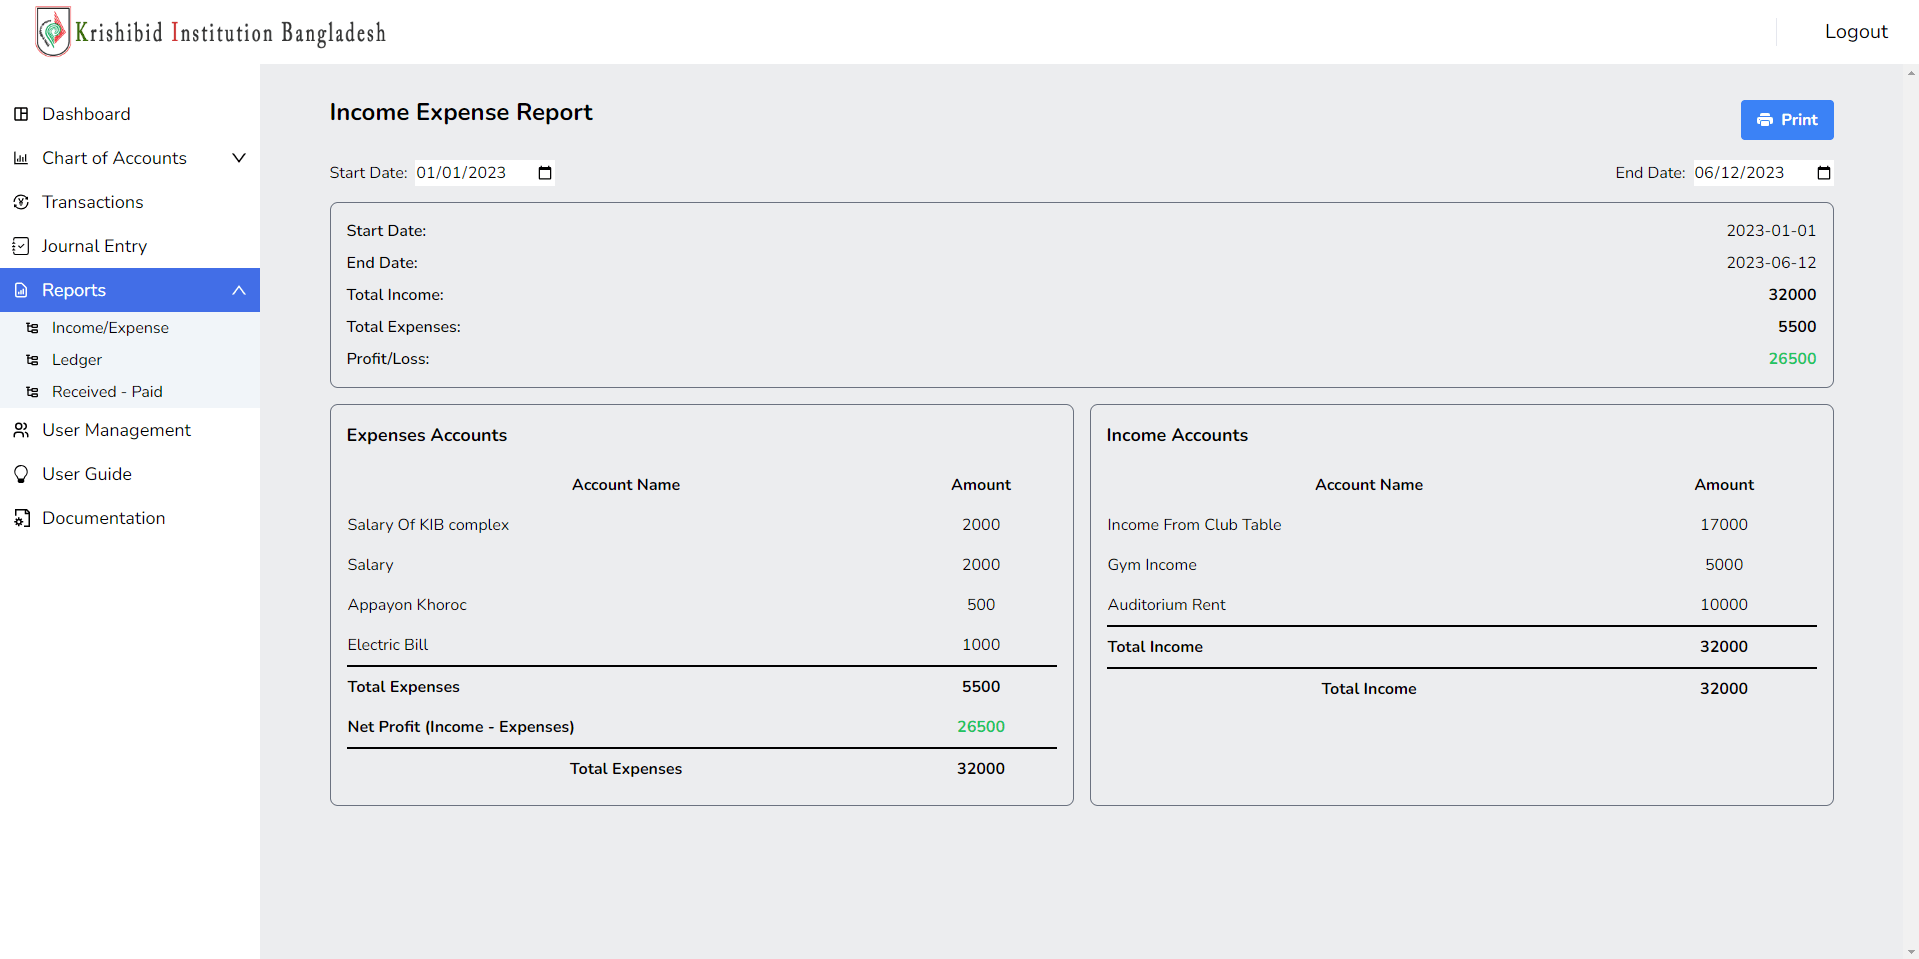 Krishibid Institution Bangladesh
Logout
Dashboard
Chart of Accounts
Transactions
Journal Entry
Reports
Income/Expense
Ledger
Received - Paid
User Management
User Guide
Documentation
Income Expense Report
Print
Start Date: 01/01/2023
End Date: 06/12/2023
Start Date: 2023-01-01
End Date: 2023-06-12
Total Income: 32000
Total Expenses: 5500
Profit/Loss: 26500
Expenses Accounts
Account Name Amount
Salary Of KIB complex 2000
Salary 2000
Appayon Khoroc 500
Electric Bill 1000
Total Expenses 5500
Net Profit (Income - Expenses) 26500
Total Expenses 32000
Income Accounts
Account Name Amount
Income From Club Table 17000
Gym Income 5000
Auditorium Rent 10000
Total Income 32000
Total Income 32000